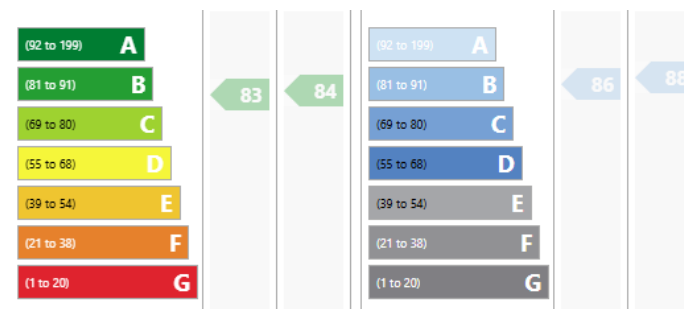 (92 to 199) A
(81 to 91) B
(69 to 80) C
(55 to 68) D
(39 to 54) E
(21 to 38) F
(1 to 20) G
83
84
(92 to 199) A
(81 to 91) B
(69 to 80) C
(55 to 68) D
(39 to 54) E
(21 to 38) F
(1 to 20) G
86
88